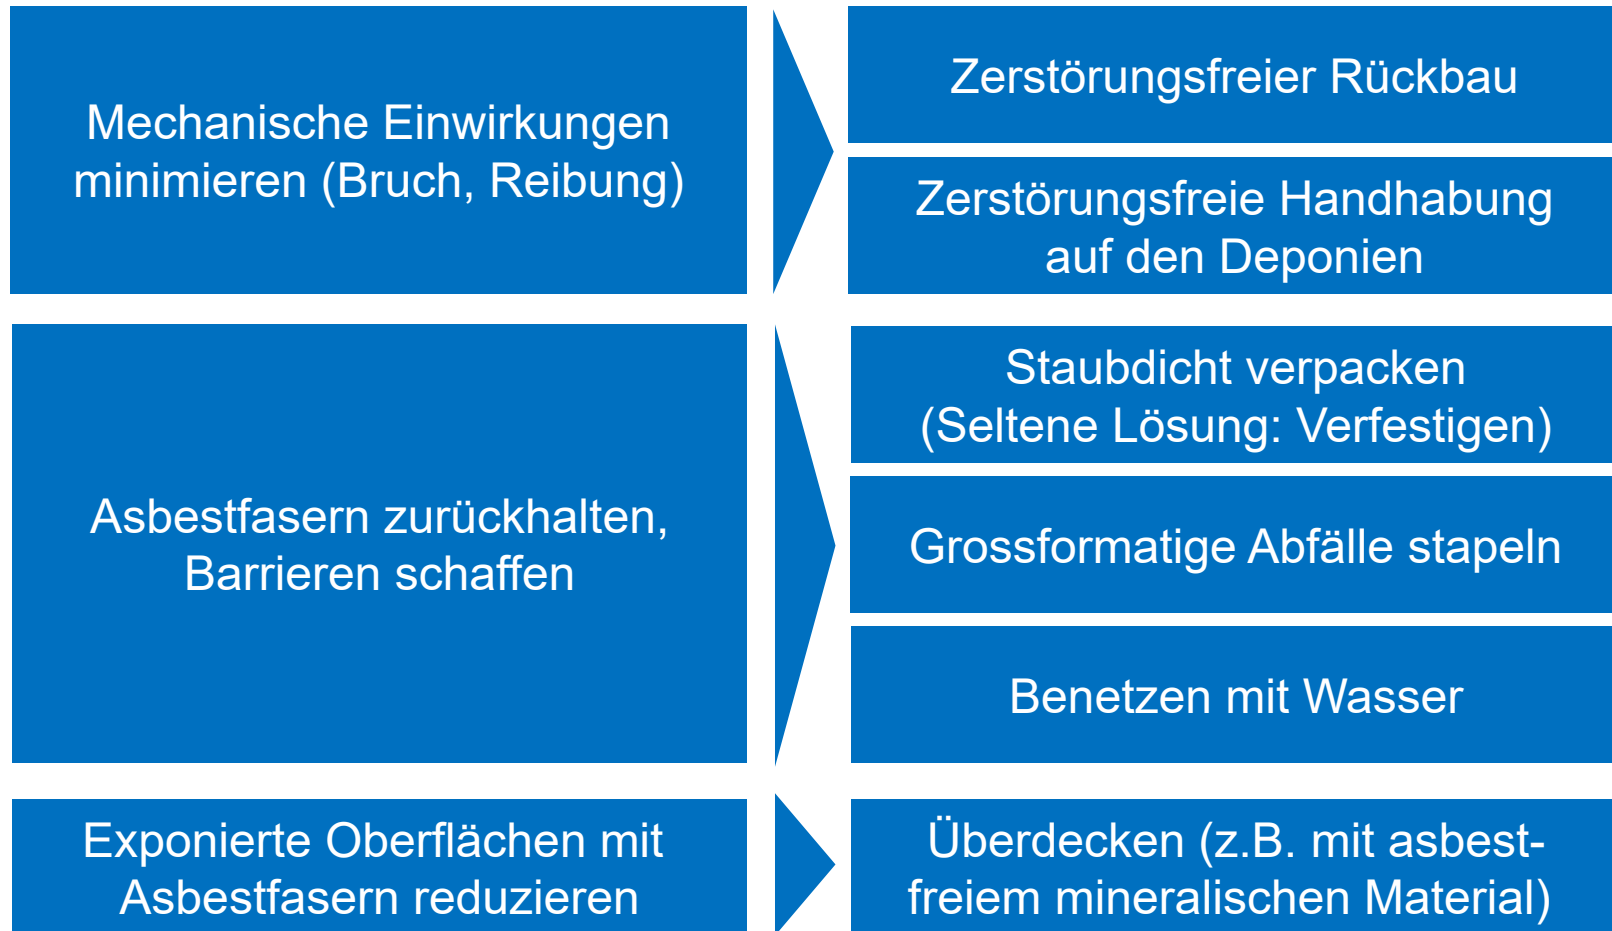 Mechanische Einwirkungen
minimieren (Bruch, Reibung)
Zerstörungsfreier Rückbau
Zerstörungsfreie Handhabung
auf den Deponien
Asbestfasern zurückhalten,
Barrieren schaffen
Staubdicht verpacken
(Seltene Lösung: Verfestigen)
Grossformatige Abfälle stapeln
Benetzen mit Wasser
Exponierte Oberflächen mit
Asbestfasern reduzieren
Überdecken (z.B. mit asbest-
freiem mineralischen Material)